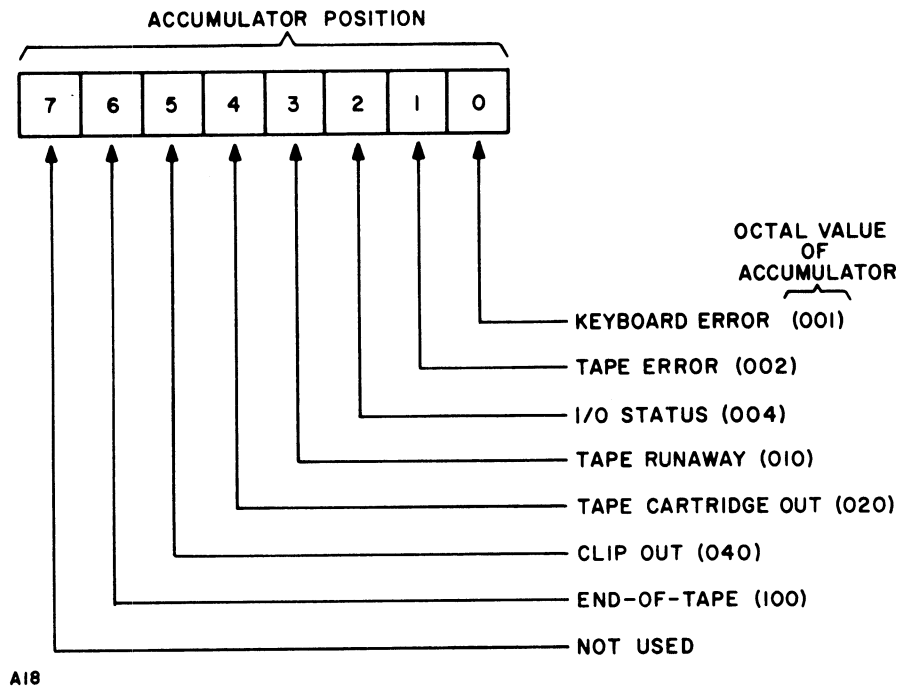 ACCUMULATOR POSITION
7 6 5 4 3 2 1 0
OCTAL VALUE
OF
ACCUMULATOR
KEYBOARD ERROR (001)
TAPE ERROR (002)
I/O STATUS (004)
TAPE RUNAWAY (010)
TAPE CARTRIDGE OUT (020)
CLIP OUT (040)
END-OF-TAPE (100)
NOT USED
A18